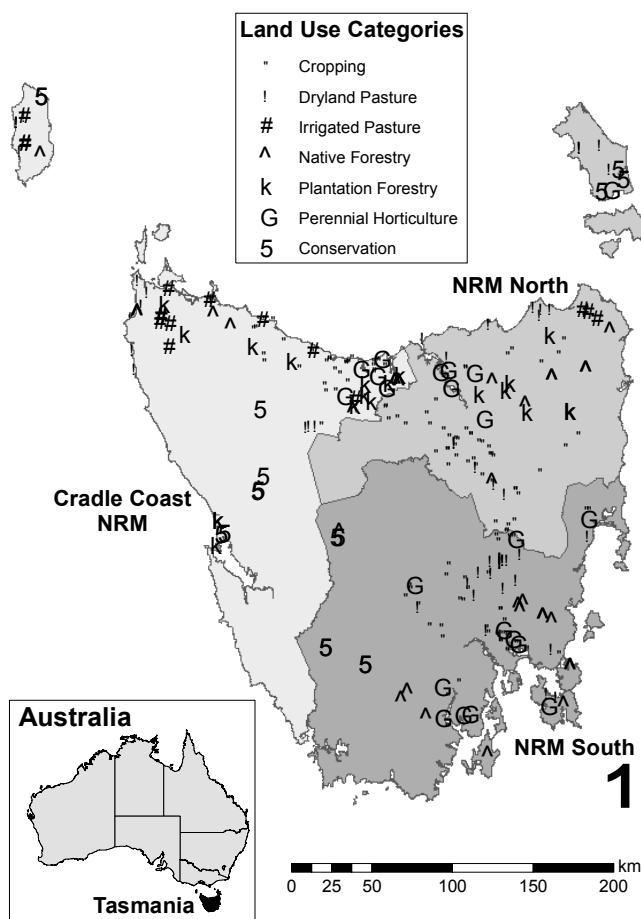 Land Use Categories
" Cropping
! Dryland Pasture
# Irrigated Pasture
^ Native Forestry
k Plantation Forestry
G Perennial Horticulture
5 Conservation
NRM North
Cradle Coast
NRM
NRM South
1
Australia
Tasmania
km
0 25 50 100 150 200